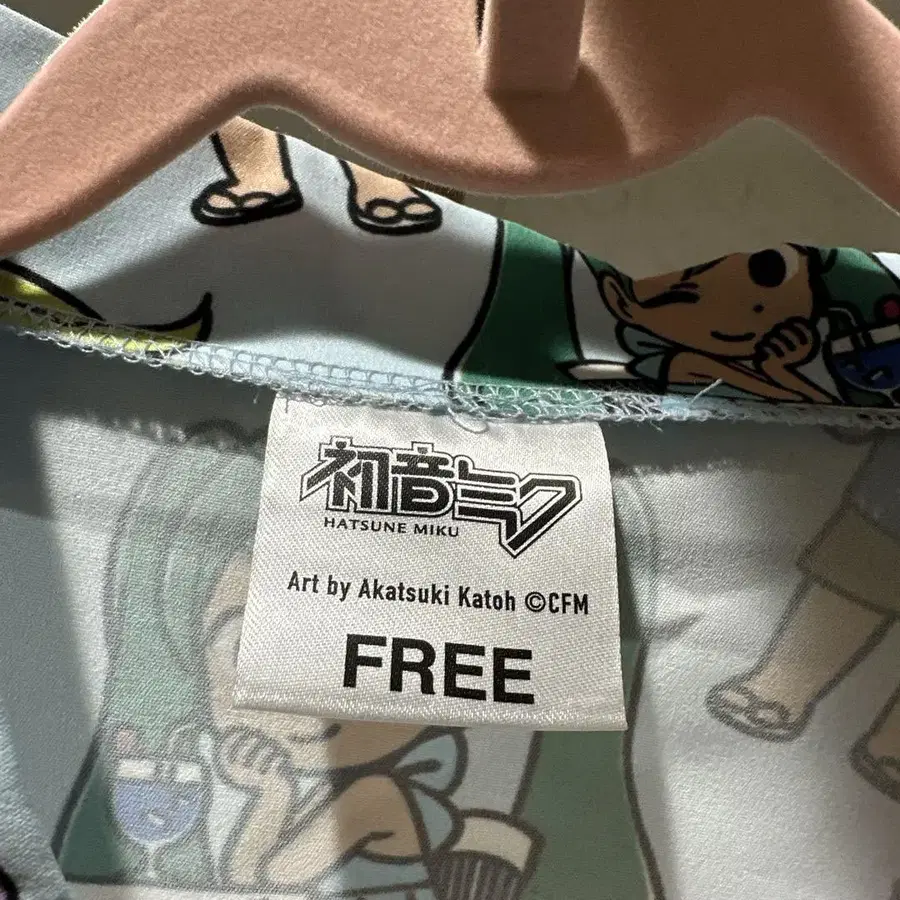 初音ミク
HATSUNE MIKU
Art by Akatsuki Katoh ©CFM
FREE